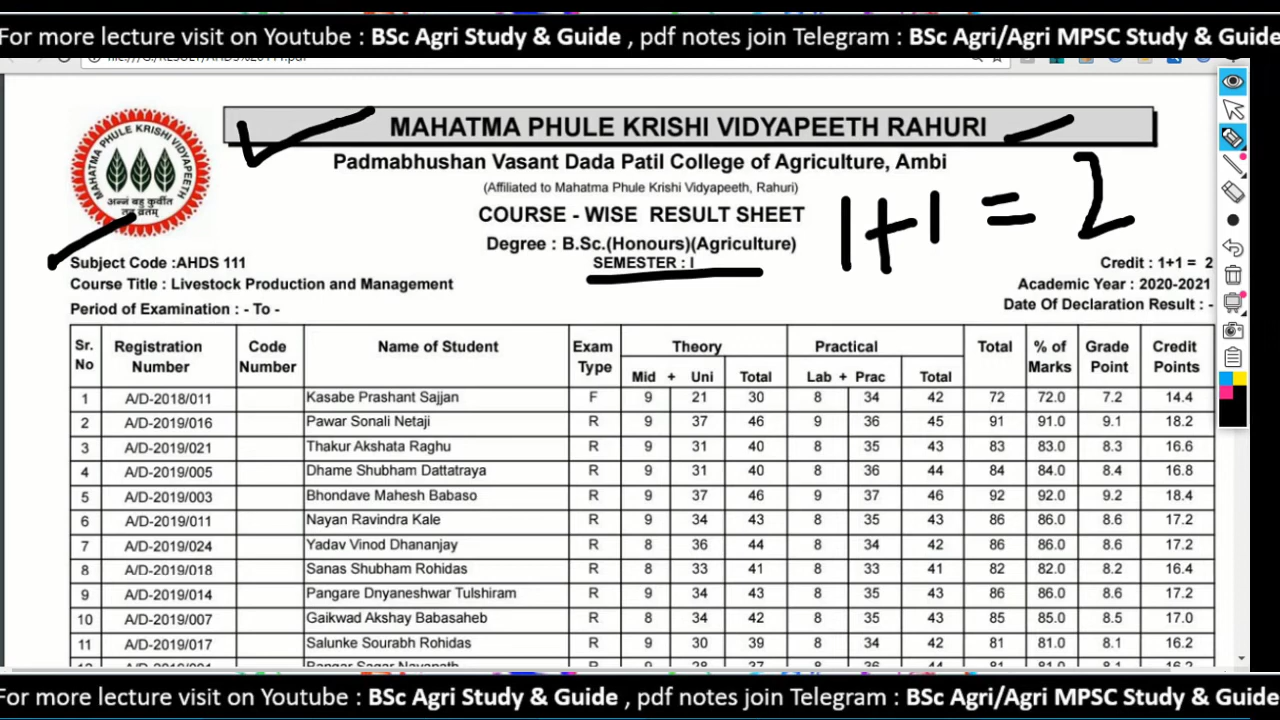 For more lecture visit on Youtube : BSc Agri Study & Guide , pdf notes join Telegram : BSc Agri/Agri MPSC Study & Guide
MAHATMA PHULE KRISHI VIDYAPEETH RAHURI
MAHATMA PHULE KRISHI VIDYAPEETH RAHURI
अन्नं बहु कुर्वीत
तद् व्रतम्
Padmabhushan Vasant Dada Patil College of Agriculture, Ambi
(Affiliated to Mahatma Phule Krishi Vidyapeeth, Rahuri)
COURSE - WISE RESULT SHEET
1+1 = 2
Degree : B.Sc.(Honours)(Agriculture)
Subject Code :AHDS 111 SEMESTER : I Credit : 1+1 = 2
Course Title : Livestock Production and Management Academic Year : 2020-2021
Period of Examination : - To - Date Of Declaration Result : -
Sr. No Registration Number Code Number Name of Student Exam Type Theory Practical Total % of Marks Grade Point Credit Points
Mid + Uni Total Lab + Prac Total
1 A/D-2018/011 Kasabe Prashant Sajjan F 9 21 30 8 34 42 72 72.0 7.2 14.4
2 A/D-2019/016 Pawar Sonali Netaji R 9 37 46 9 36 45 91 91.0 9.1 18.2
3 A/D-2019/021 Thakur Akshata Raghu R 9 31 40 8 35 43 83 83.0 8.3 16.6
4 A/D-2019/005 Dhame Shubham Dattatraya R 9 31 40 8 36 44 84 84.0 8.4 16.8
5 A/D-2019/003 Bhondave Mahesh Babaso R 9 37 46 9 37 46 92 92.0 9.2 18.4
6 A/D-2019/011 Nayan Ravindra Kale R 9 34 43 8 35 43 86 86.0 8.6 17.2
7 A/D-2019/024 Yadav Vinod Dhananjay R 8 36 44 8 34 42 86 86.0 8.6 17.2
8 A/D-2019/018 Sanas Shubham Rohidas R 8 33 41 8 33 41 82 82.0 8.2 16.4
9 A/D-2019/014 Pangare Dnyaneshwar Tulshiram R 9 34 43 8 35 43 86 86.0 8.6 17.2
10 A/D-2019/007 Gaikwad Akshay Babasaheb R 8 34 42 8 35 43 85 85.0 8.5 17.0
11 A/D-2019/017 Salunke Sourabh Rohidas R 9 30 39 8 34 42 81 81.0 8.1 16.2
For more lecture visit on Youtube : BSc Agri Study & Guide , pdf notes join Telegram : BSc Agri/Agri MPSC Study & Guide